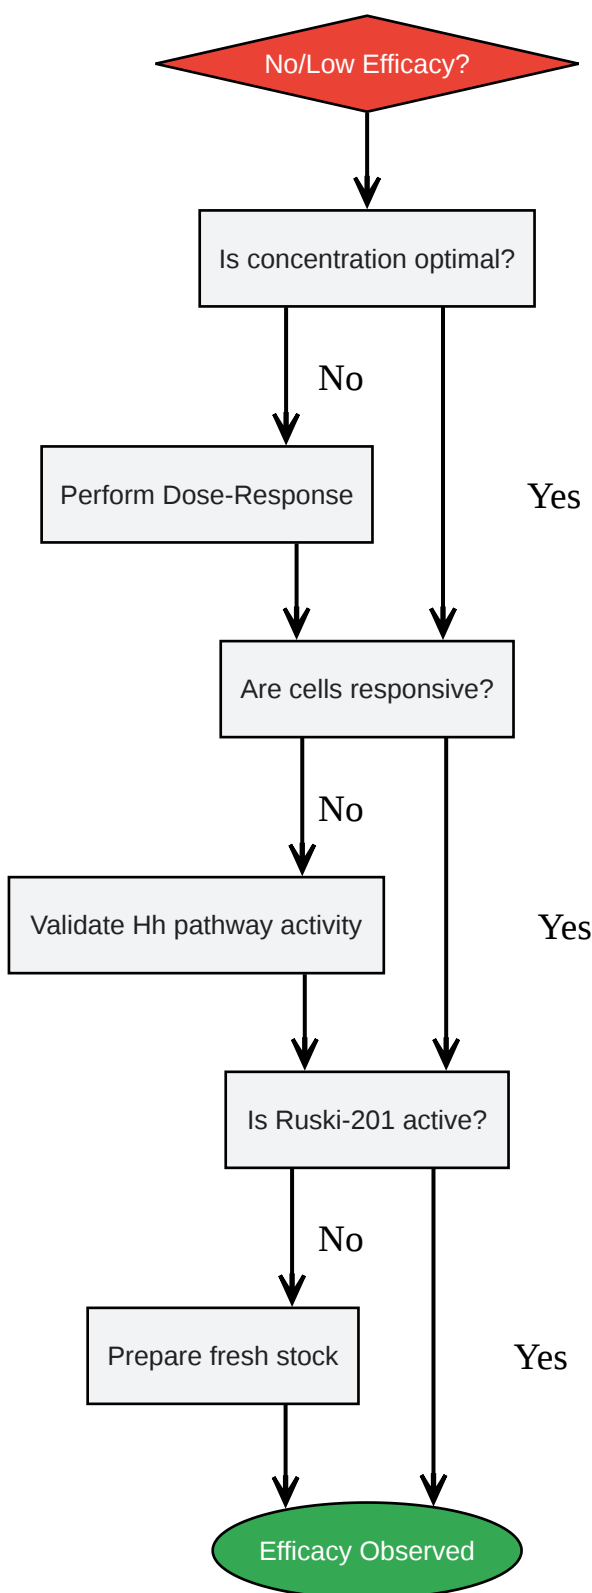 No/Low Efficacy?
Is concentration optimal?
No
Perform Dose-Response
Yes
Are cells responsive?
No
Validate Hh pathway activity
Yes
Is Ruski-201 active?
No
Prepare fresh stock
Yes
Efficacy Observed